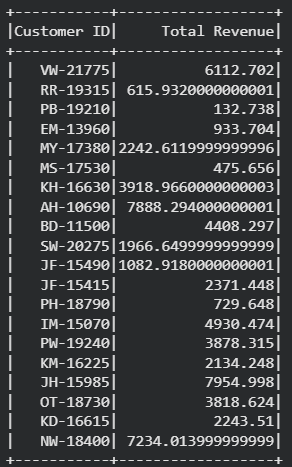 +-----------+------------------+
|Customer ID|     Total Revenue|
+-----------+------------------+
|   VW-21775|          6112.702|
|   RR-19315| 615.9320000000001|
|   PB-19210|           132.738|
|   EM-13960|           933.704|
|   MY-17380|2242.6119999999996|
|   MS-17530|           475.656|
|   KH-16630|3918.9660000000003|
|   AH-10690| 7888.294000000001|
|   BD-11500|          4408.297|
|   SW-20275|1966.6499999999999|
|   JF-15490|1082.9180000000001|
|   JF-15415|          2371.448|
|   PH-18790|           729.648|
|   IM-15070|          4930.474|
|   PW-19240|          3878.315|
|   KM-16225|          2134.248|
|   JH-15985|          7954.998|
|   OT-18730|          3818.624|
|   KD-16615|           2243.51|
|   NW-18400| 7234.013999999999|
+-----------+------------------+